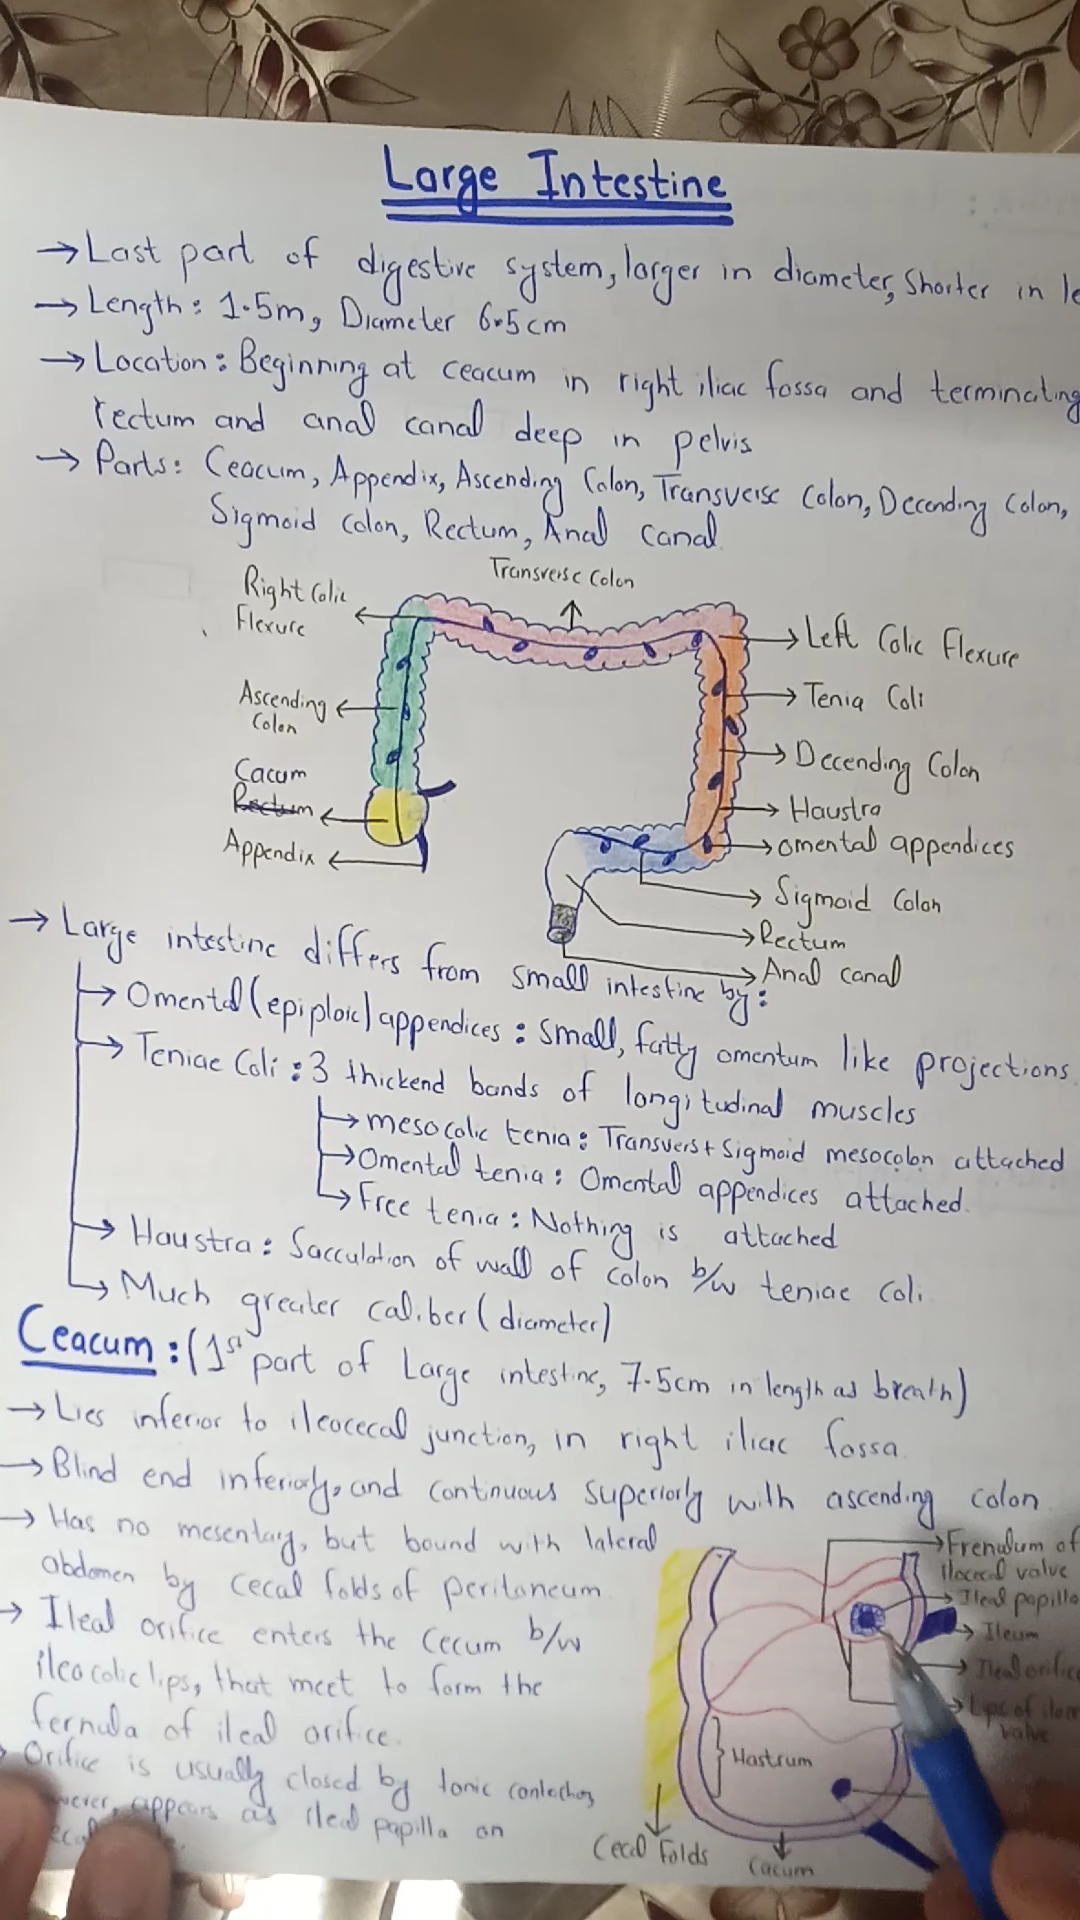 Large Intestine
→ Last part of digestive system, larger in diameter, Shorter in le
→ Length: 1.5m, Diameter 6.5cm
→ Location: Beginning at ceacum in right iliac fossa and terminating
rectum and anal canal deep in pelvis
→ Parts: Ceacum, Appendix, Ascending Colon, Transverse Colon, Decending Colon,
Sigmoid Colon, Rectum, Anal canal
Transverse Colon
Right Colic
Flexure
Left Colic Flexure
Ascending
Colon
Tenia Coli
Decending Colon
Cacum
Rectum
Haustra
Appendix
omental appendices
Sigmoid Colon
Rectum
Anal canal
→ Large intestine differs from small intestine by:
→ Omental (epiploic) appendices: small, fatty omentum like projections
→ Teniae Coli: 3 thickend bands of longitudinal muscles
→ mesocolic tenia: Transvers + Sigmoid mesocolon attached
→ Omental tenia: Omental appendices attached.
→ Free tenia: Nothing is attached
→ Haustra: Sacculation of wall of colon b/w teniae coli
→ Much greater caliber (diameter)
Ceacum: (1st part of Large intestine, 7.5cm in length ad breath)
→ Lies inferior to ileocecal junction, in right iliac fossa
→ Blind end inferiorly, and continuous superiorly with ascending colon
→ Has no mesentary, but bound with lateral
abdomen by cecal folds of peritoneum
→ Ileal orifice enters the Cecum b/w
ileocolic lips, that meet to form the
fernula of ileal orifice.
Orifice is usually closed by tonic
appears as Ileal papilla on
Frenulum of
Ileocecal valve
Ileal papilla
Ileum
Ileal orifice
Lips of
valve
Hastrum
Cecal Folds
Cacum